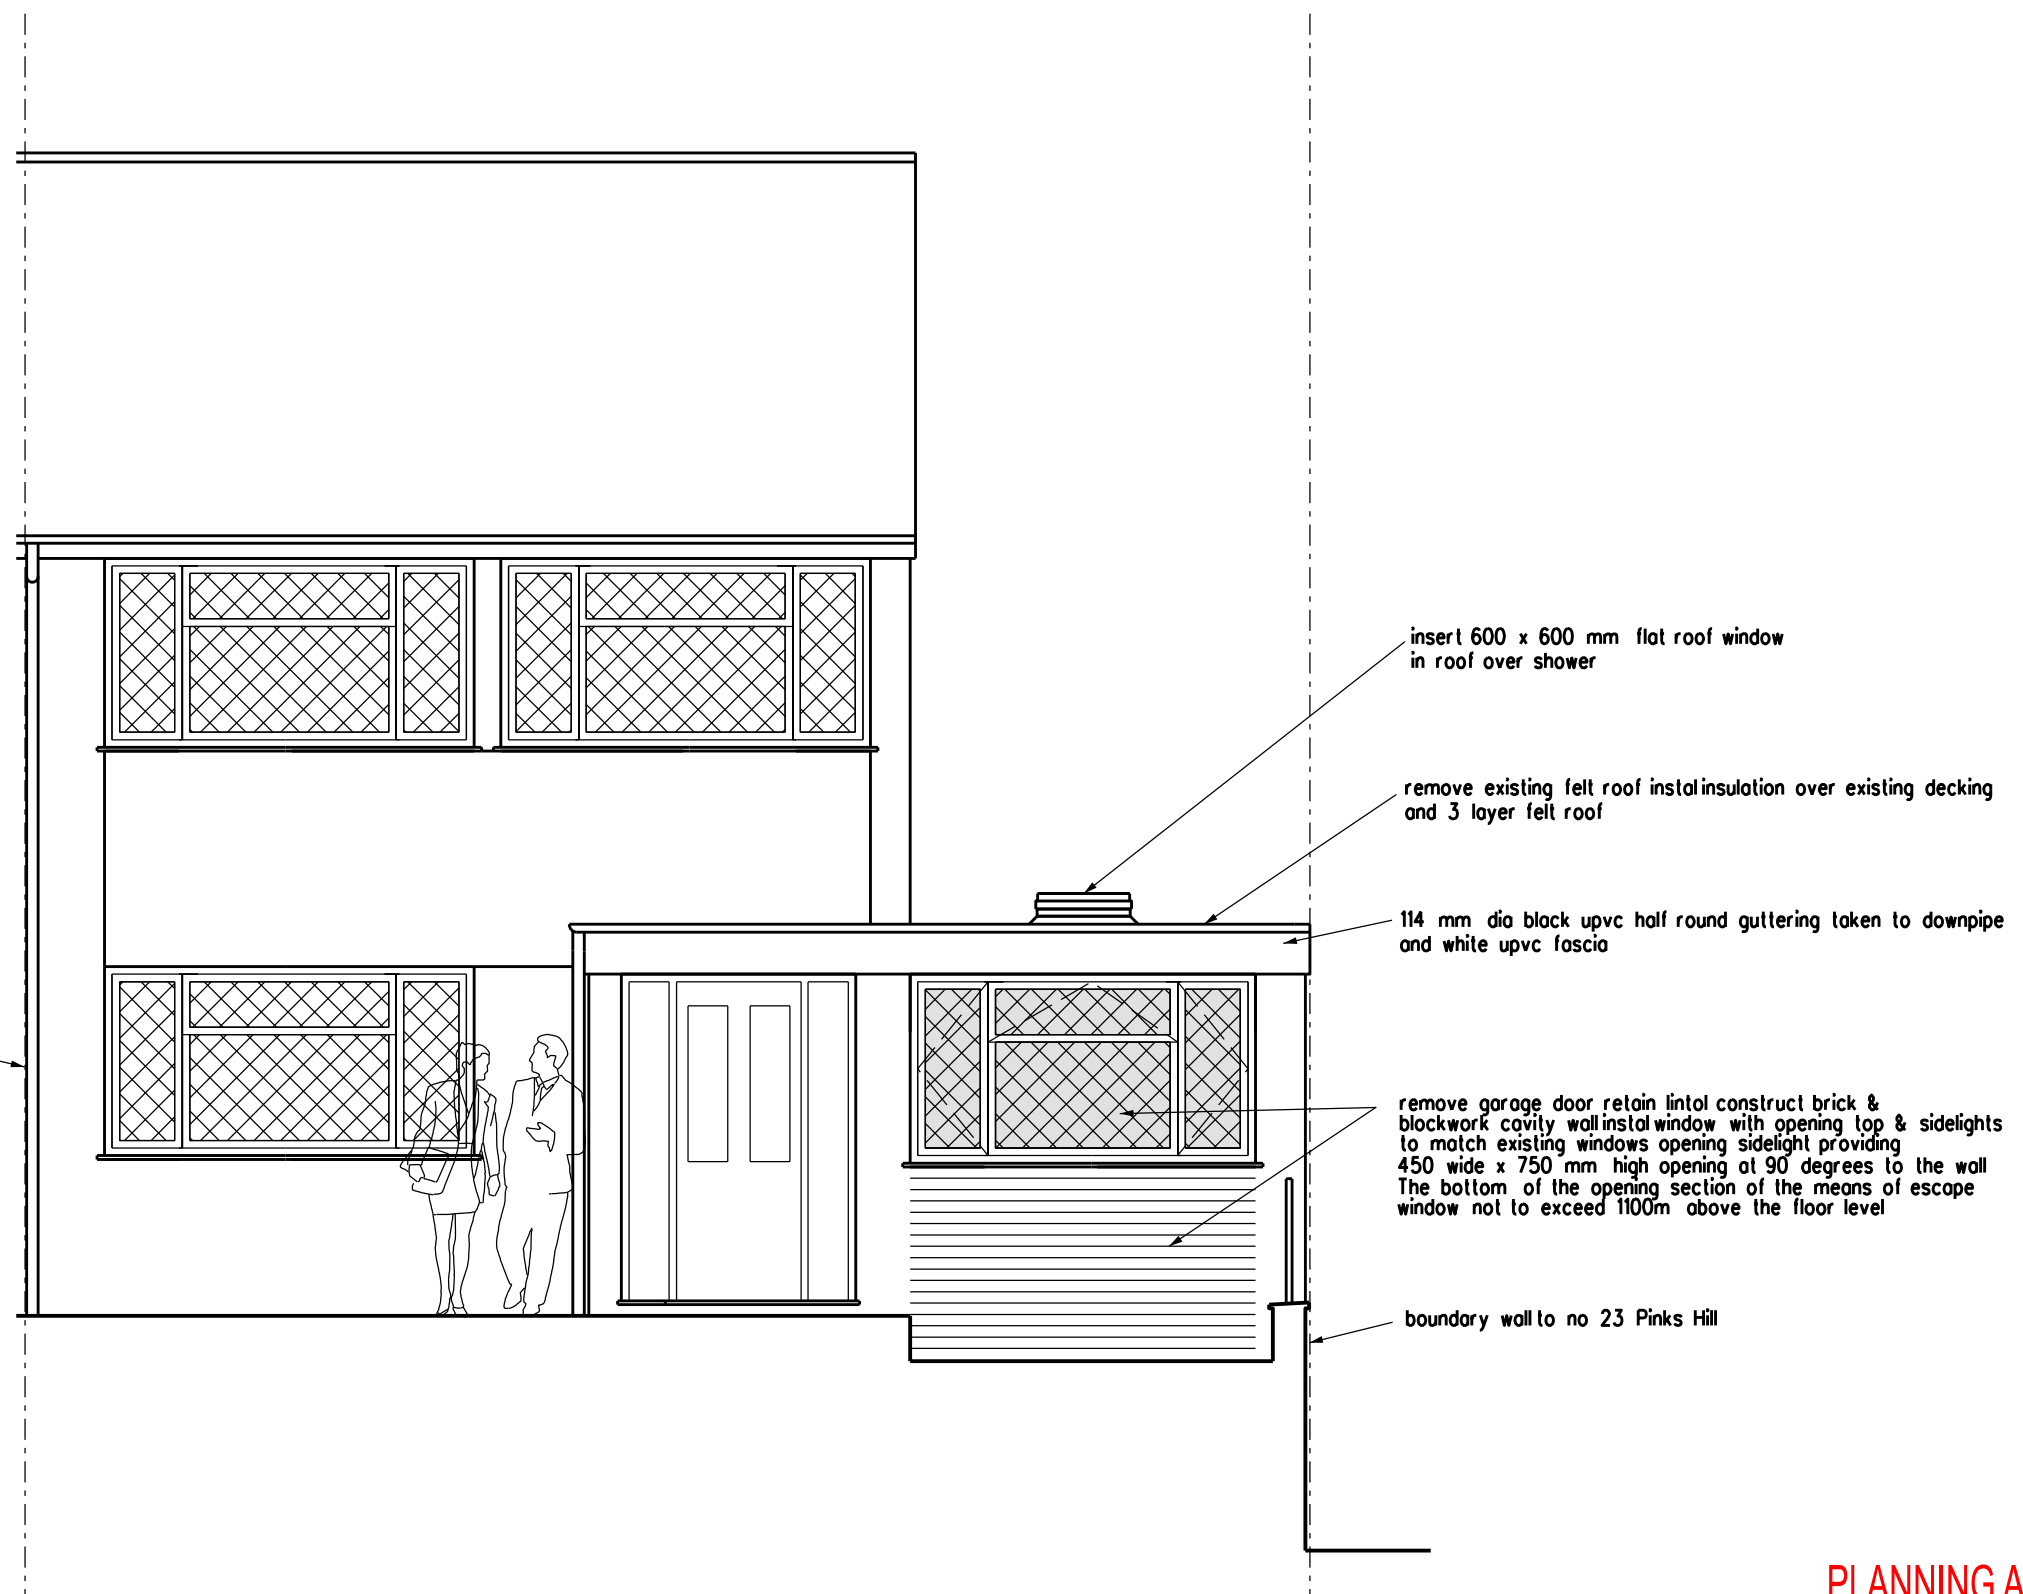 insert 600 x 600 mm flat roof window
in roof over shower
remove existing felt roof instal insulation over existing decking
and 3 layer felt roof
114 mm dia black upvc half round guttering taken to downpipe
and white upvc fascia
remove garage door retain lintol construct brick &
blockwork cavity wall instal window with opening top & sidelights
to match existing windows opening sidelight providing
450 wide x 750 mm high opening at 90 degrees to the wall
The bottom of the opening section of the means of escape
window not to exceed 1100m above the floor level
boundary wall to no 23 Pinks Hill
PLANNING A